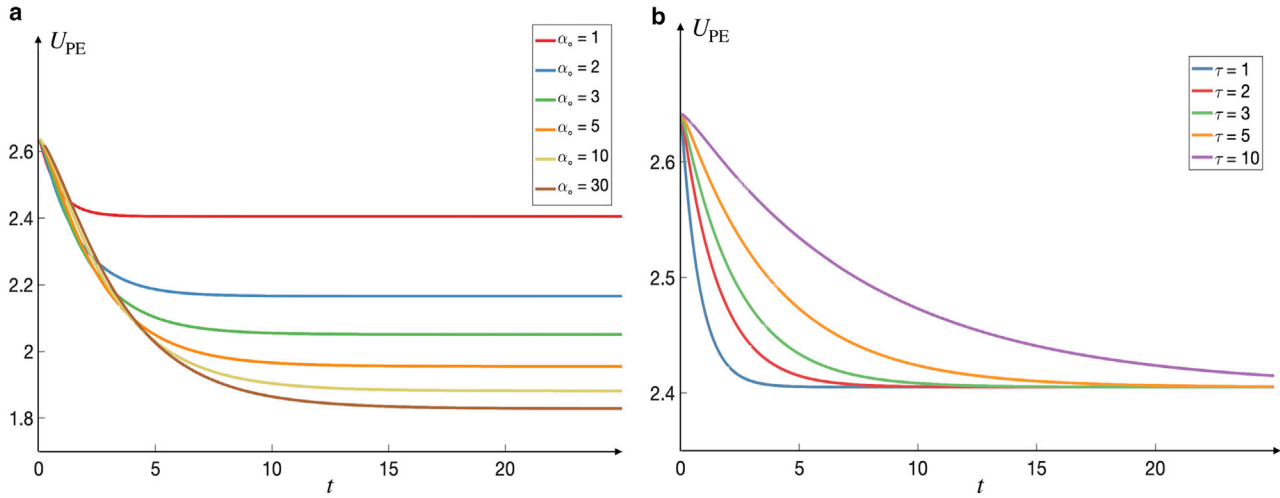 a
U_PE
α∘ = 1
α∘ = 2
α∘ = 3
α∘ = 5
α∘ = 10
α∘ = 30
2.6
2.4
2.2
2
1.8
0 5 10 15 20
t
b
U_PE
τ = 1
τ = 2
τ = 3
τ = 5
τ = 10
2.6
2.5
2.4
0 5 10 15 20
t